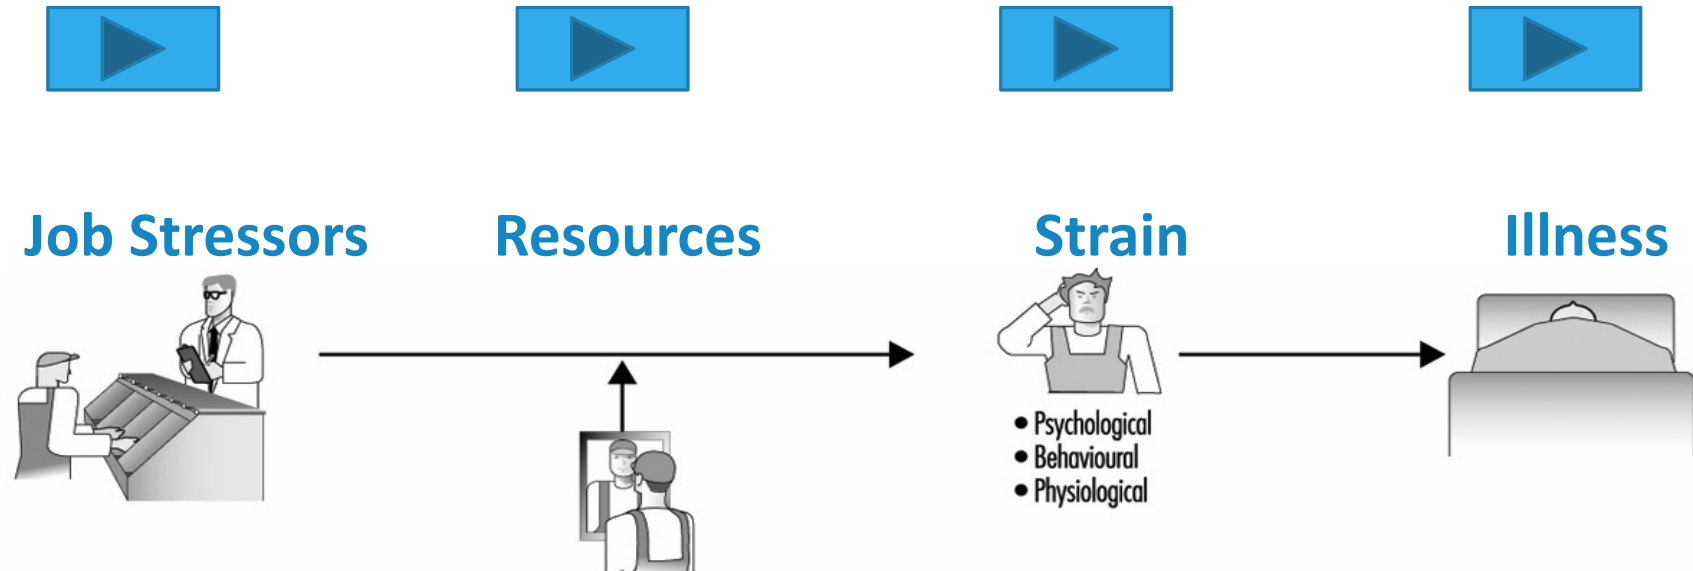 Job Stressors
Resources
Strain
Illness
• Psychological
• Behavioural
• Physiological